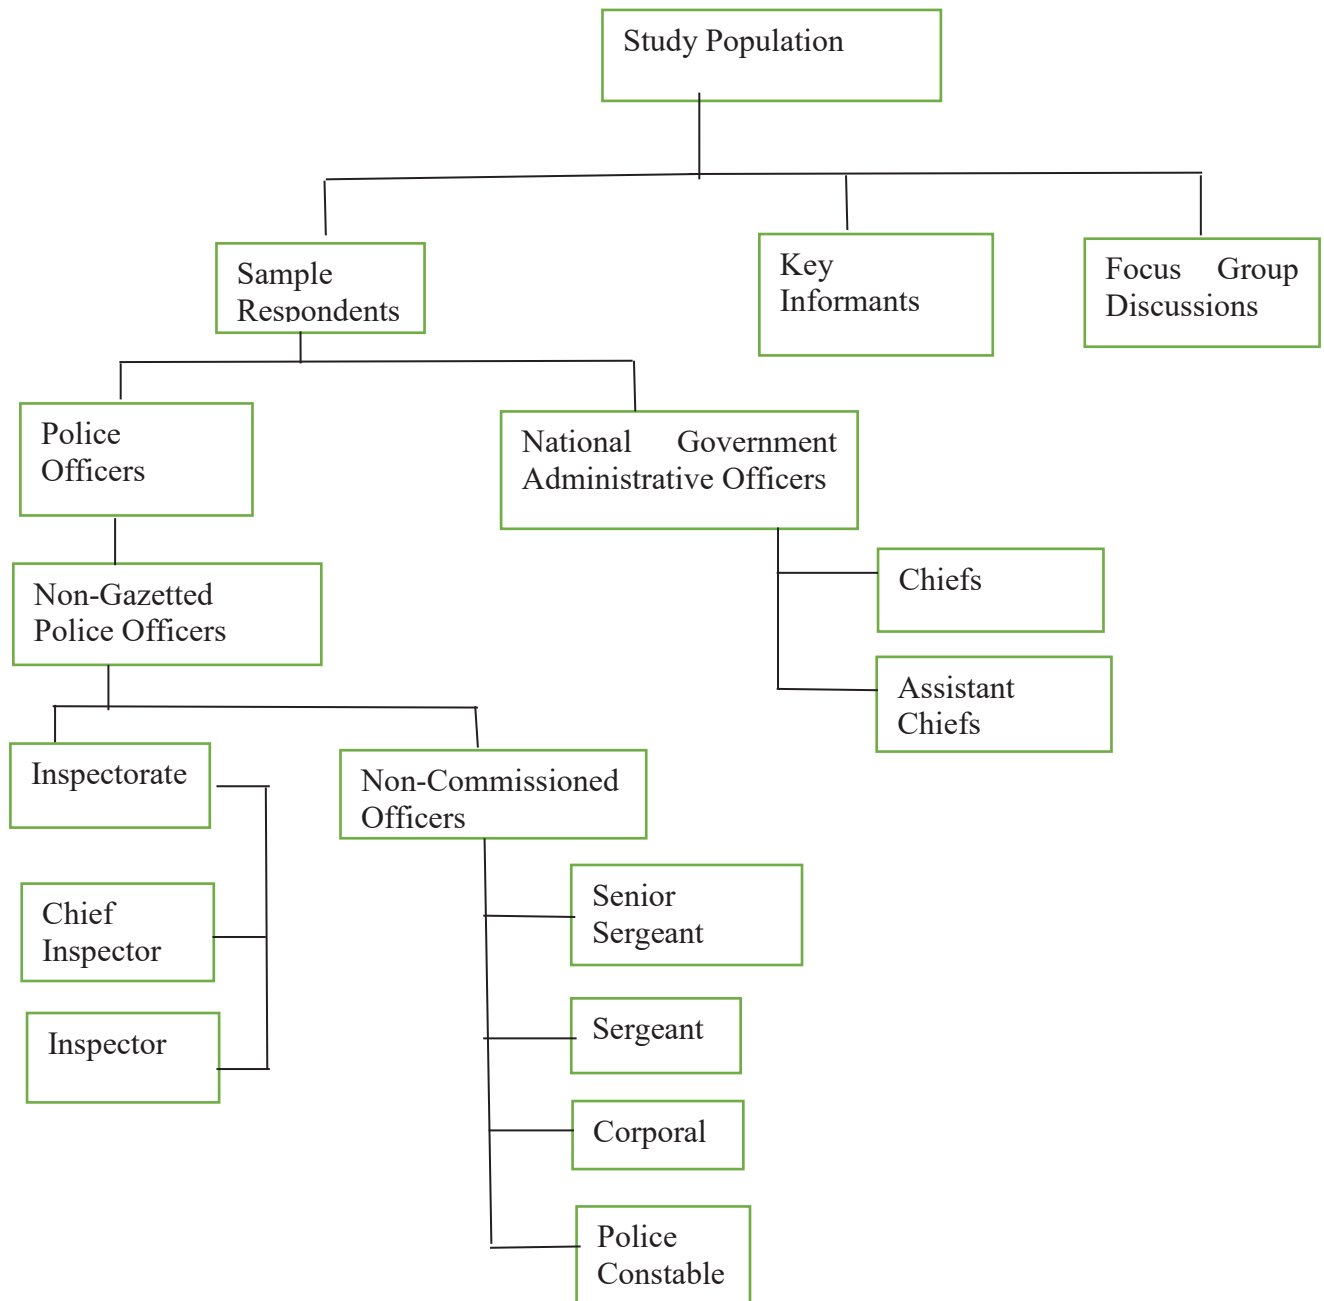 Study Population
Sample
Respondents
Key
Informants
Focus Group
Discussions
Police
Officers
National Government
Administrative Officers
Non-Gazetted
Police Officers
Chiefs
Assistant
Chiefs
Inspectorate
Non-Commissioned
Officers
Chief
Inspector
Inspector
Senior
Sergeant
Sergeant
Corporal
Police
Constable